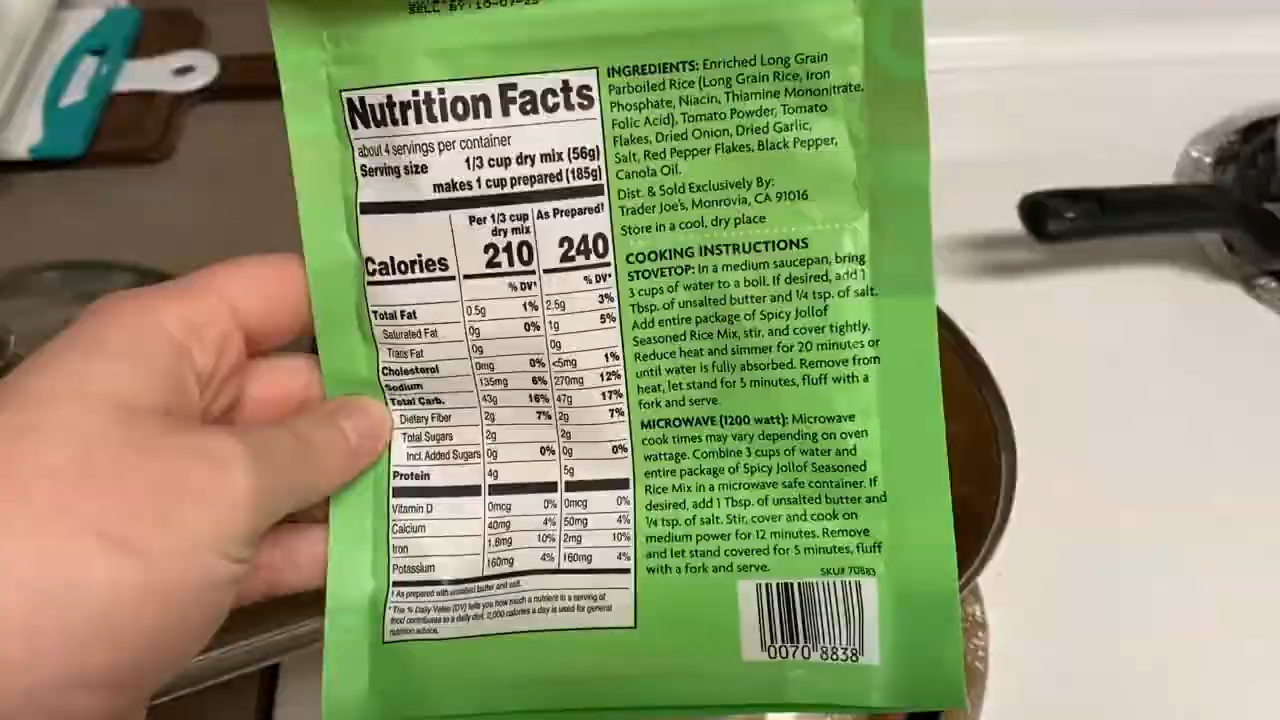 Nutrition Facts
about 4 servings per container
Serving size 1/3 cup dry mix (56g)
makes 1 cup prepared (185g)
Per 1/3 cup dry mix As Prepared†
Calories 210 240
% DV* % DV*
Total Fat 0.5g 1% 2.5g 3%
Saturated Fat 0g 0% 1g 5%
Trans Fat 0g 0g
Cholesterol 0mg 0% <5mg 1%
Sodium 135mg 6% 270mg 12%
Total Carb. 43g 16% 47g 17%
Dietary Fiber 2g 7% 2g 7%
Total Sugars 2g 2g
Incl. Added Sugars 0g 0% 0g 0%
Protein 4g 5g
Vitamin D 0mcg 0% 0mcg 0%
Calcium 40mg 4% 50mg 4%
Iron 1.8mg 10% 2mg 10%
Potassium 160mg 4% 160mg 4%
† As prepared with unsalted butter and salt.
* The % Daily Value (DV) tells you how much a nutrient in a serving of
food contributes to a daily diet. 2,000 calories a day is used for general
nutrition advice.
INGREDIENTS: Enriched Long Grain
Parboiled Rice (Long Grain Rice, Iron
Phosphate, Niacin, Thiamine Mononitrate,
Folic Acid), Tomato Powder, Tomato
Flakes, Dried Onion, Dried Garlic,
Salt, Red Pepper Flakes, Black Pepper,
Canola Oil.
Dist. & Sold Exclusively By:
Trader Joe's, Monrovia, CA 91016
Store in a cool, dry place
COOKING INSTRUCTIONS
STOVETOP: In a medium saucepan, bring
3 cups of water to a boil. If desired, add 1
Tbsp. of unsalted butter and 1/4 tsp. of salt.
Add entire package of Spicy Jollof
Seasoned Rice Mix, stir, and cover tightly.
Reduce heat and simmer for 20 minutes or
until water is fully absorbed. Remove from
heat, let stand for 5 minutes, fluff with a
fork and serve.
MICROWAVE (1200 watt): Microwave
cook times may vary depending on oven
wattage. Combine 3 cups of water and
entire package of Spicy Jollof Seasoned
Rice Mix in a microwave safe container. If
desired, add 1 Tbsp. of unsalted butter and
1/4 tsp. of salt. Stir, cover and cook on
medium power for 12 minutes. Remove
and let stand covered for 5 minutes, fluff
with a fork and serve.
SKU# 70883
0070 8838